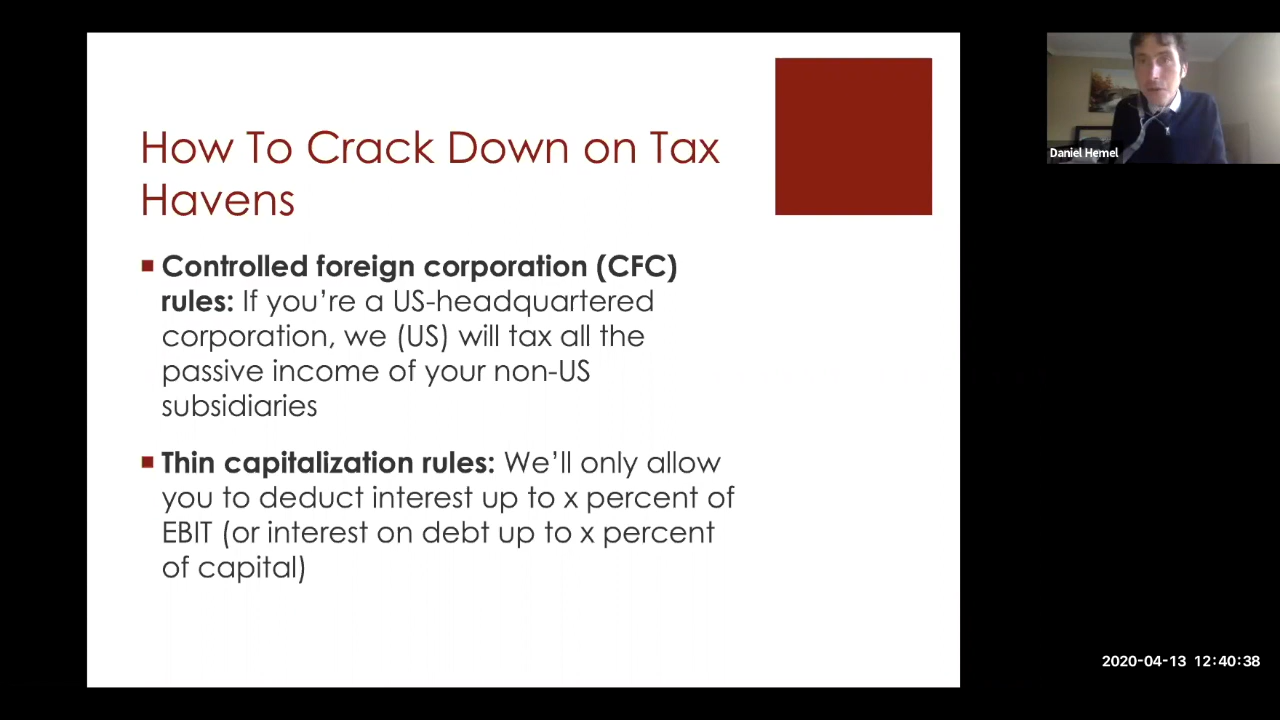 How To Crack Down on Tax
Havens
Controlled foreign corporation (CFC)
rules: If you’re a US-headquartered
corporation, we (US) will tax all the
passive income of your non-US
subsidiaries
Thin capitalization rules: We’ll only allow
you to deduct interest up to x percent of
EBIT (or interest on debt up to x percent
of capital)
Daniel Hemel
2020-04-13 12:40:38